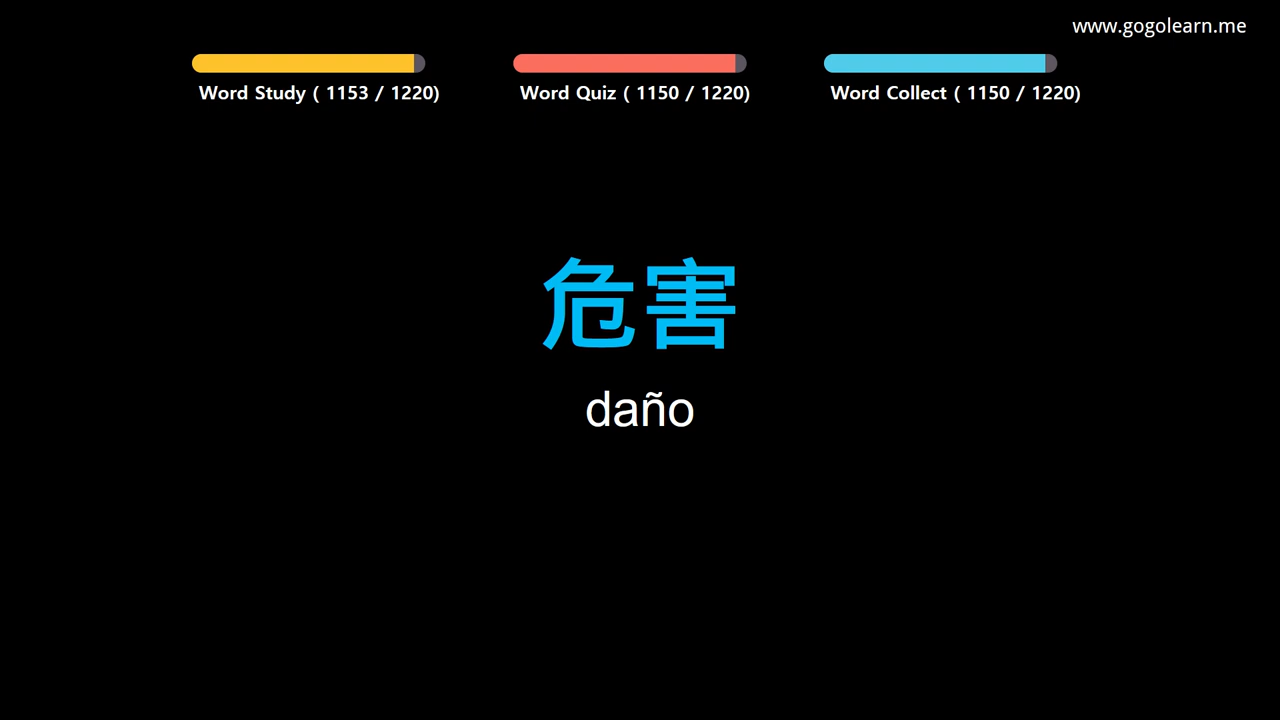 www.gogolearn.me
Word Study ( 1153 / 1220)
Word Quiz ( 1150 / 1220)
Word Collect ( 1150 / 1220)
危害
daño